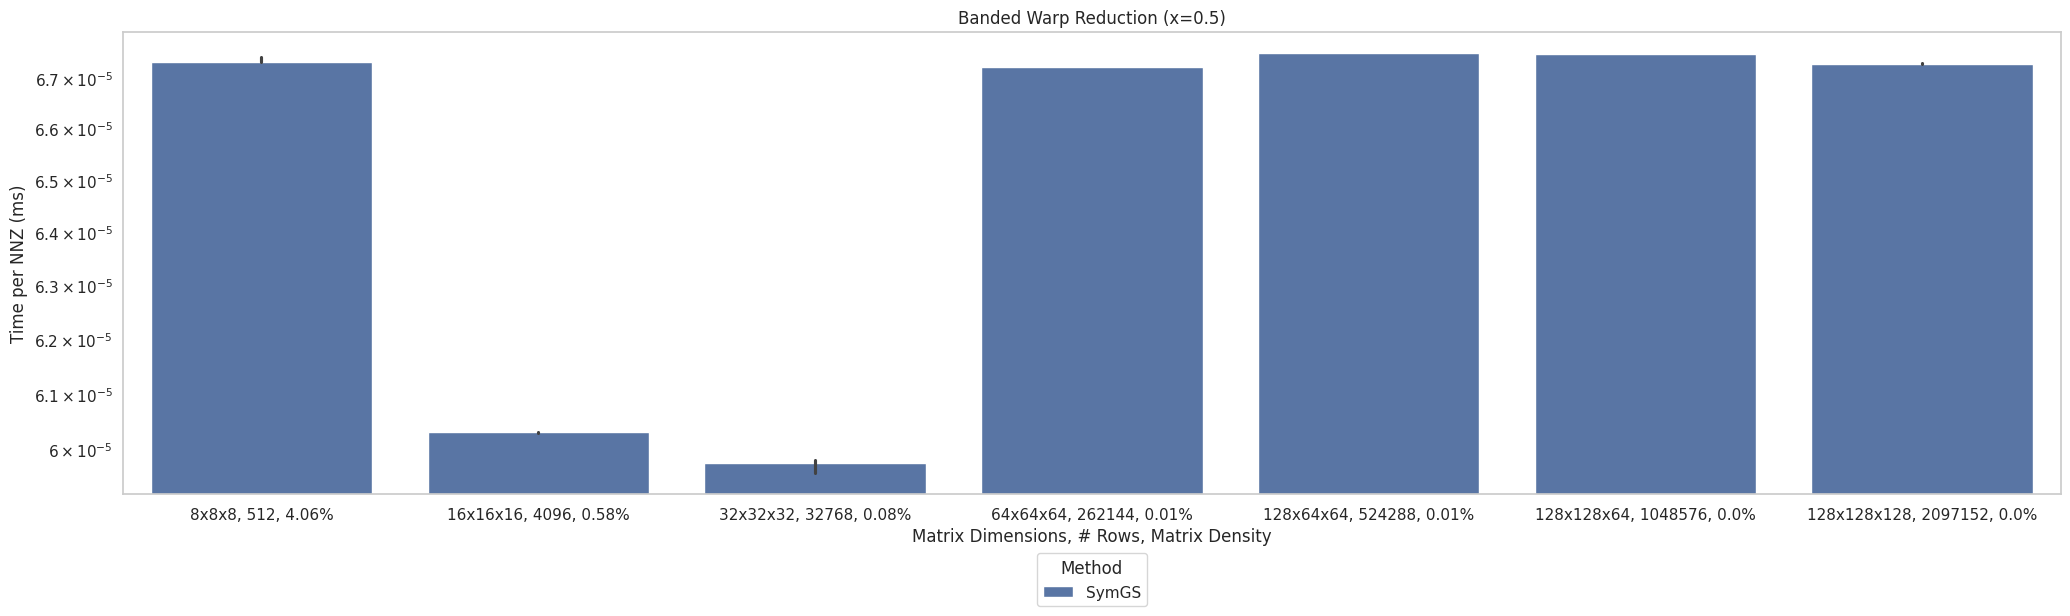 Banded Warp Reduction (x=0.5)
Time per NNZ (ms)
6.7 × 10⁻⁵
6.6 × 10⁻⁵
6.5 × 10⁻⁵
6.4 × 10⁻⁵
6.3 × 10⁻⁵
6.2 × 10⁻⁵
6.1 × 10⁻⁵
6 × 10⁻⁵
8x8x8, 512, 4.06%
16x16x16, 4096, 0.58%
32x32x32, 32768, 0.08%
64x64x64, 262144, 0.01%
128x64x64, 524288, 0.01%
128x128x64, 1048576, 0.0%
128x128x128, 2097152, 0.0%
Matrix Dimensions, # Rows, Matrix Density
Method
SymGS